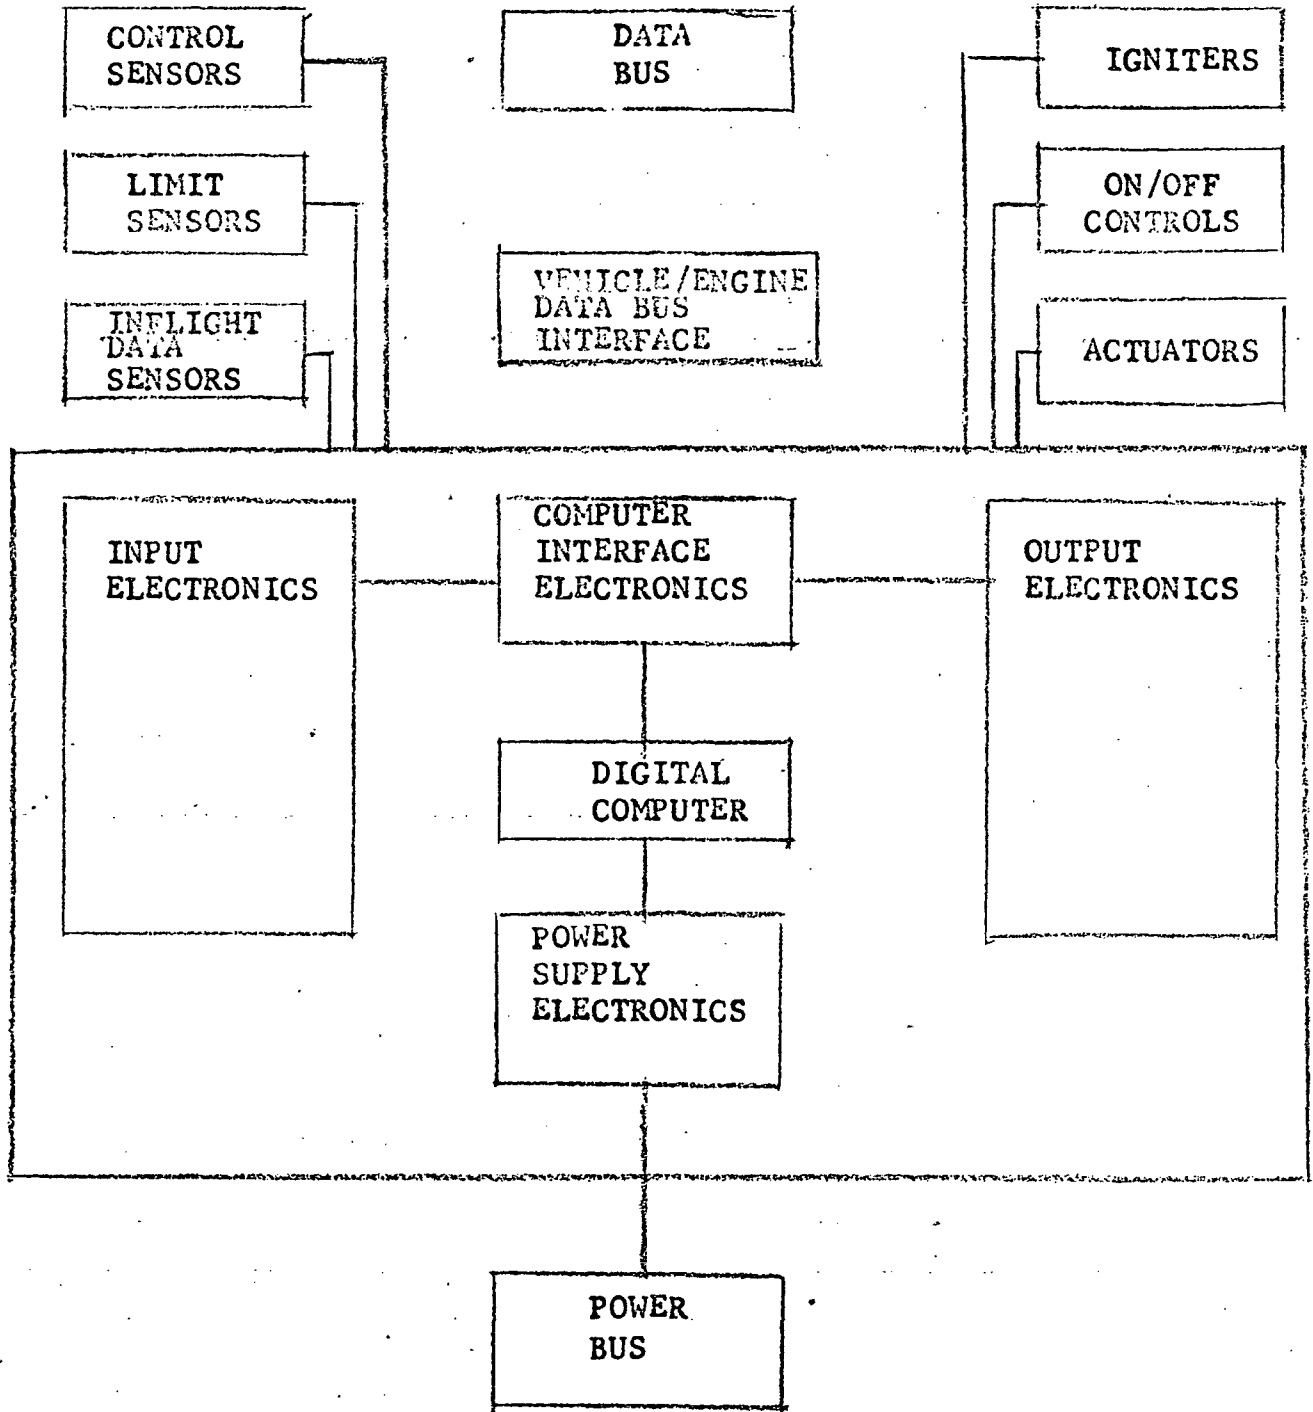 CONTROL
SENSORS
DATA
BUS
IGNITERS
LIMIT
SENSORS
ON/OFF
CONTROLS
VEHICLE/ENGINE
DATA BUS
INTERFACE
INFLIGHT
DATA
SENSORS
ACTUATORS
INPUT
ELECTRONICS
COMPUTER
INTERFACE
ELECTRONICS
OUTPUT
ELECTRONICS
DIGITAL
COMPUTER
POWER
SUPPLY
ELECTRONICS
POWER
BUS